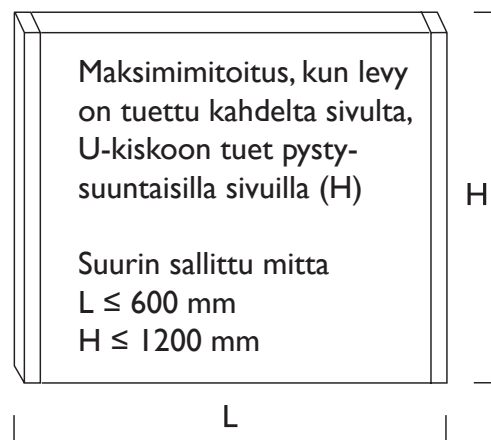 Maksimimitoitus, kun levy
on tuettu kahdelta sivulta,
U-kiskoon tuet pysty-
suuntaisilla sivuilla (H)
Suurin sallittu mitta
L ≤ 600 mm
H ≤ 1200 mm
H
L